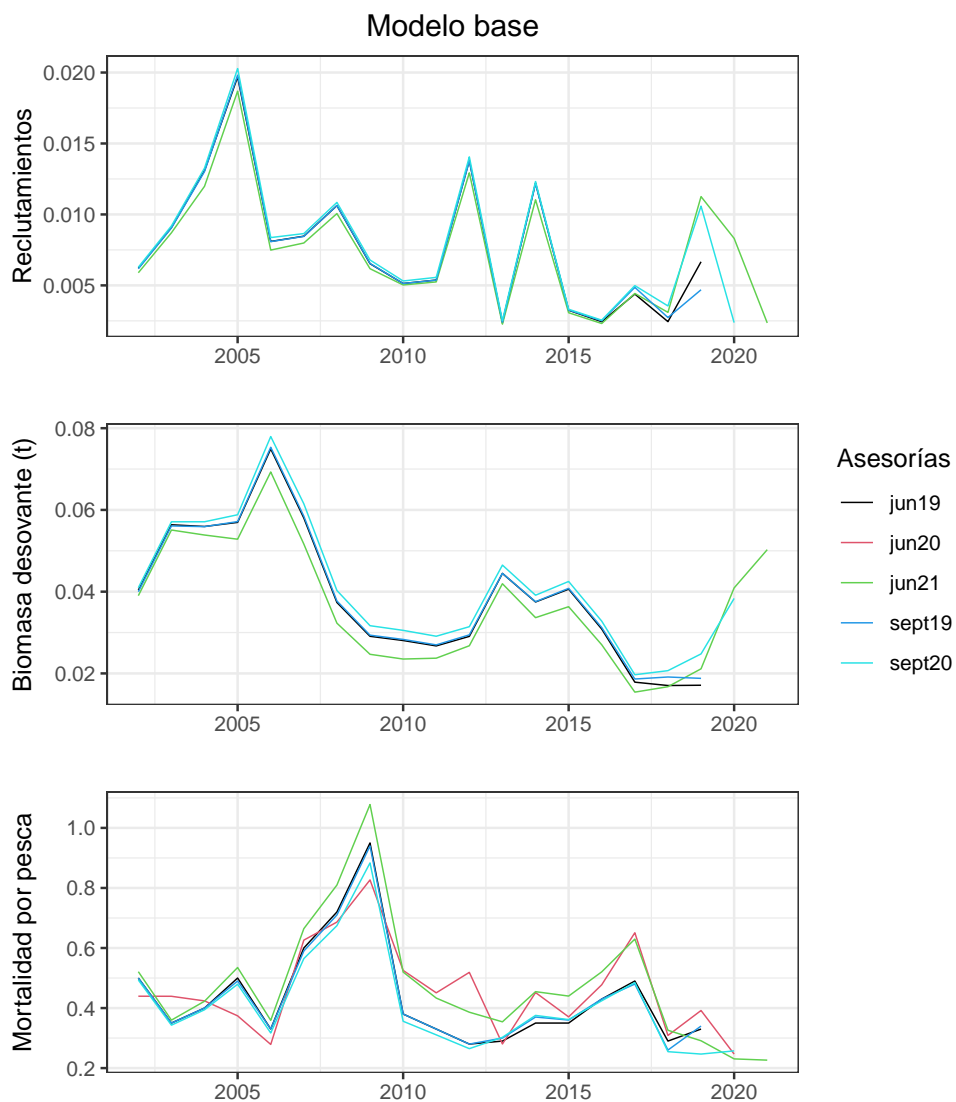 Modelo base
Reclutamientos
0.020
0.015
0.010
0.005
2005
2010
2015
2020
Biomasa desovante (t)
0.08
0.06
0.04
0.02
2005
2010
2015
2020
Asesorías
jun19
jun20
jun21
sept19
sept20
Mortalidad por pesca
1.0
0.8
0.6
0.4
0.2
2005
2010
2015
2020